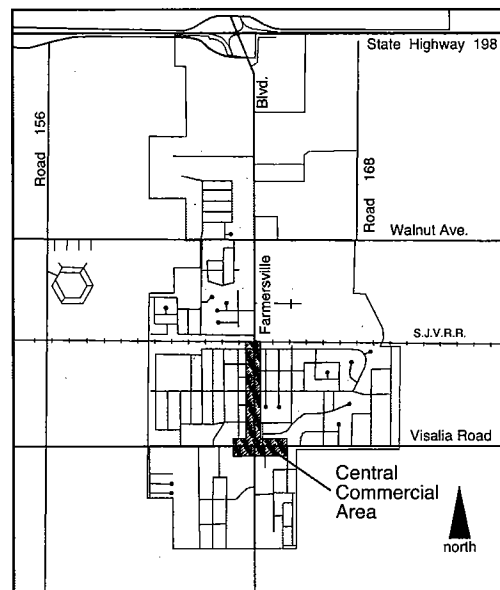 State Highway 198
Blvd.
Road 156
Road 168
Walnut Ave.
Farmersville
S.J.V.R.R.
Visalia Road
Central
Commercial
Area
north